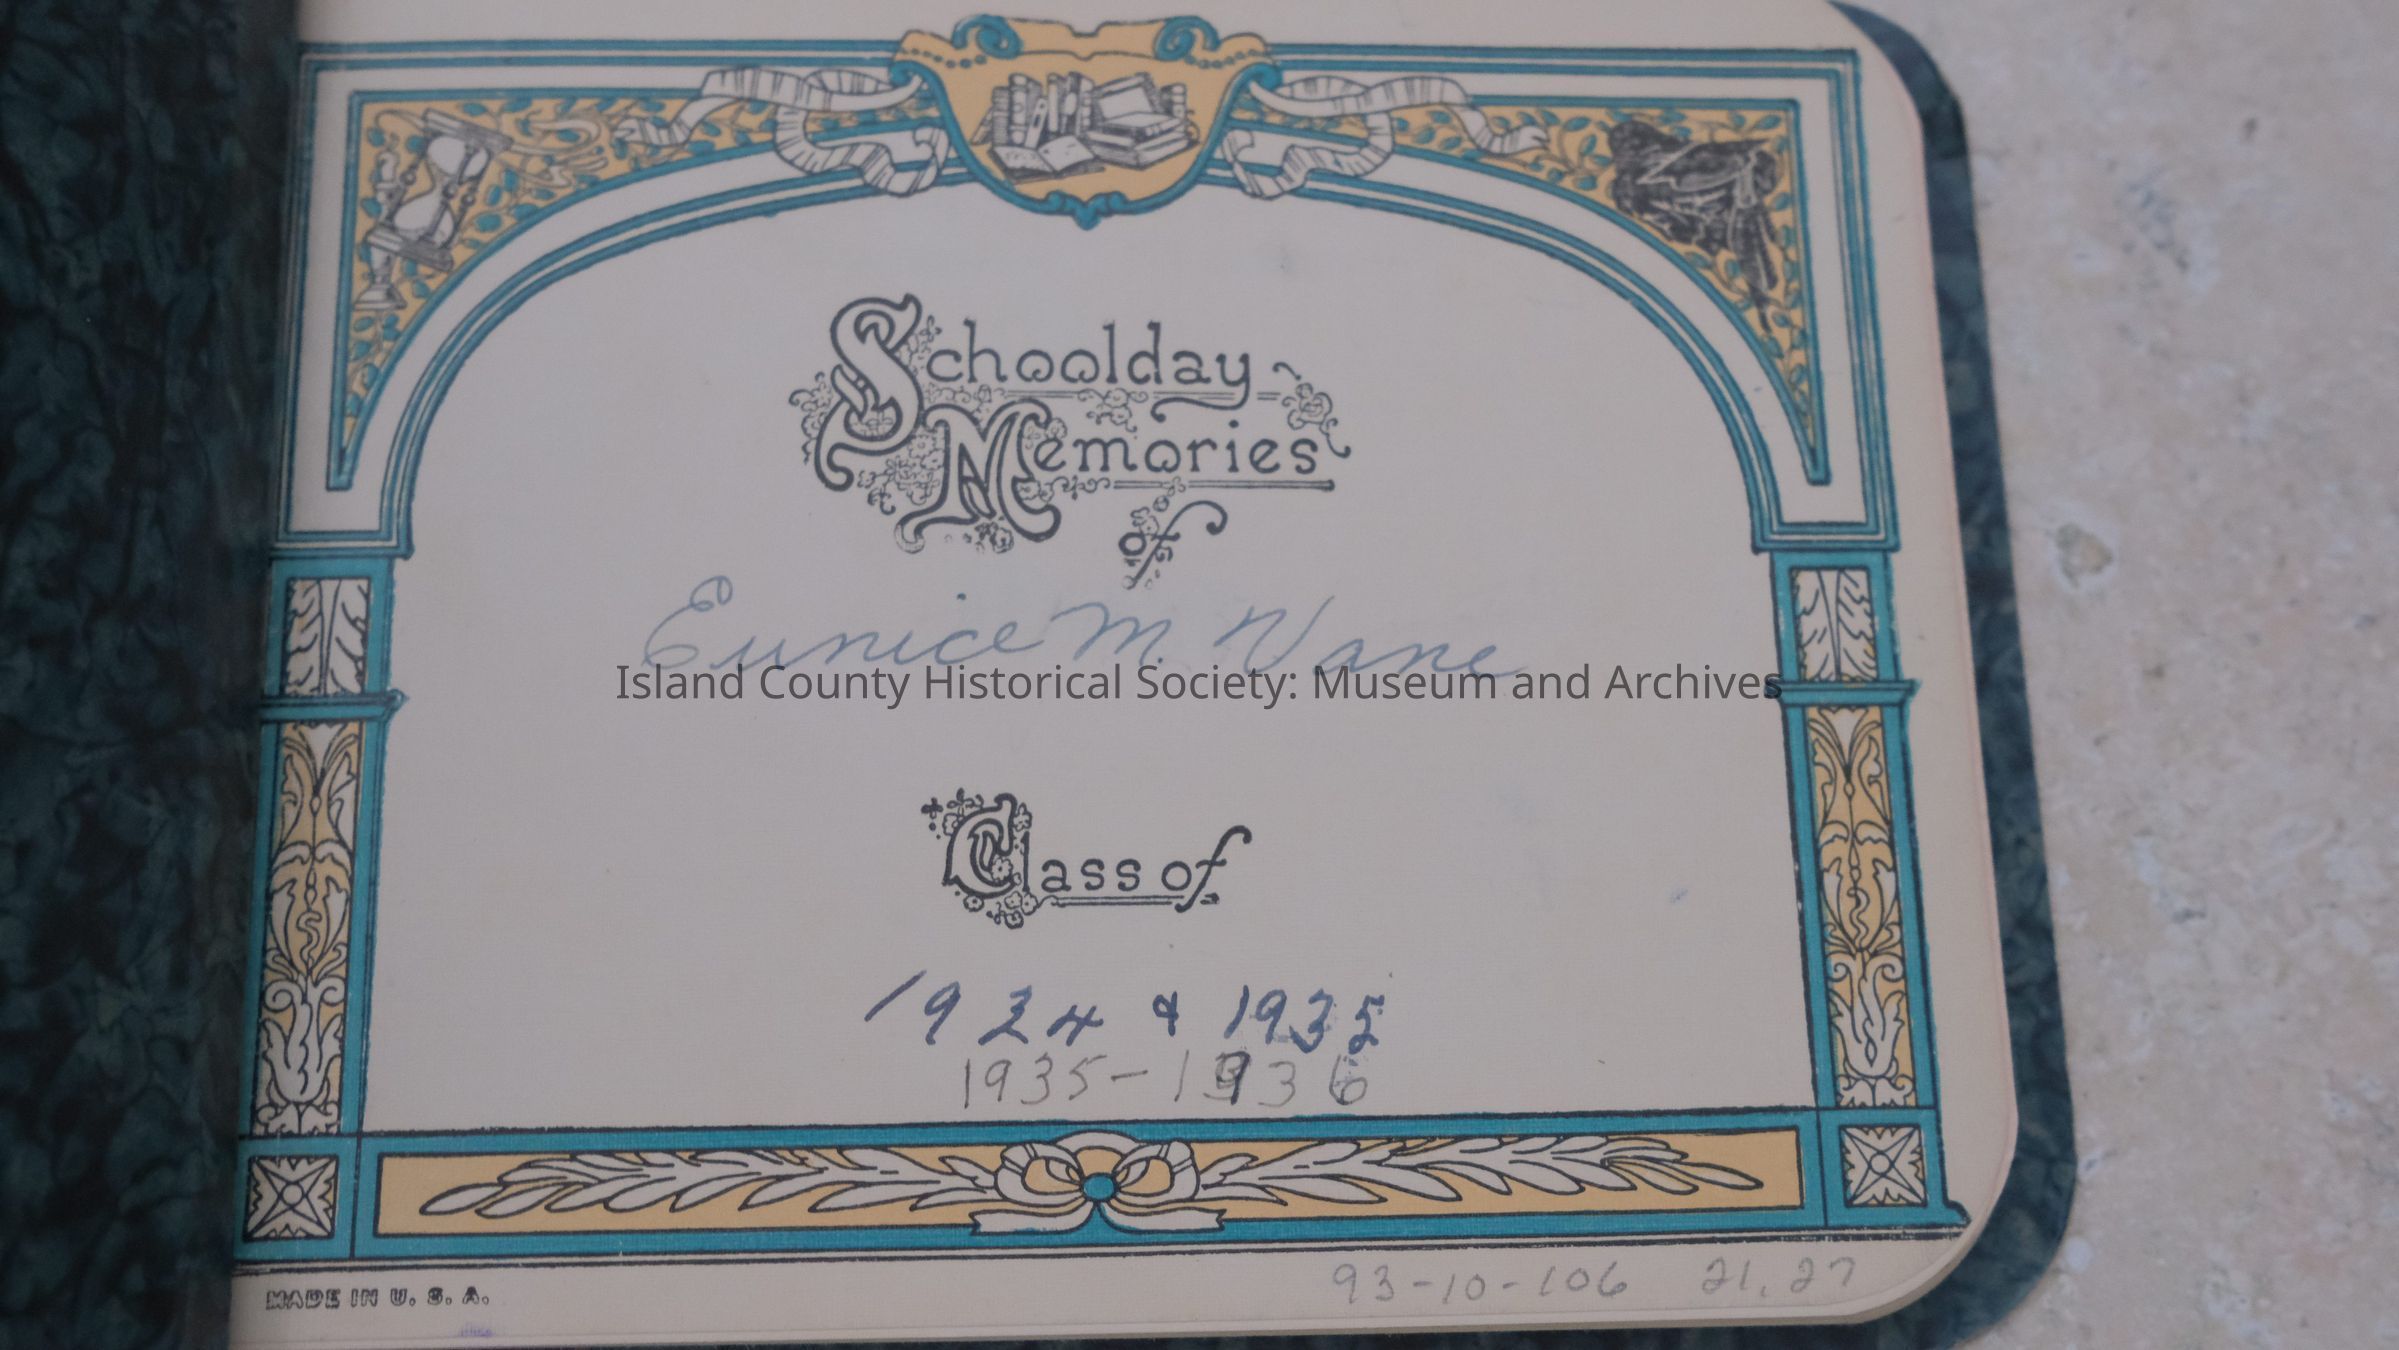 Schoolday
Memories
of
Eunice M. Vane
Island County Historical Society: Museum and Archives
Class of
1934 & 1935
1935-1936
MADE IN U. S. A.
93-10-106 21.27